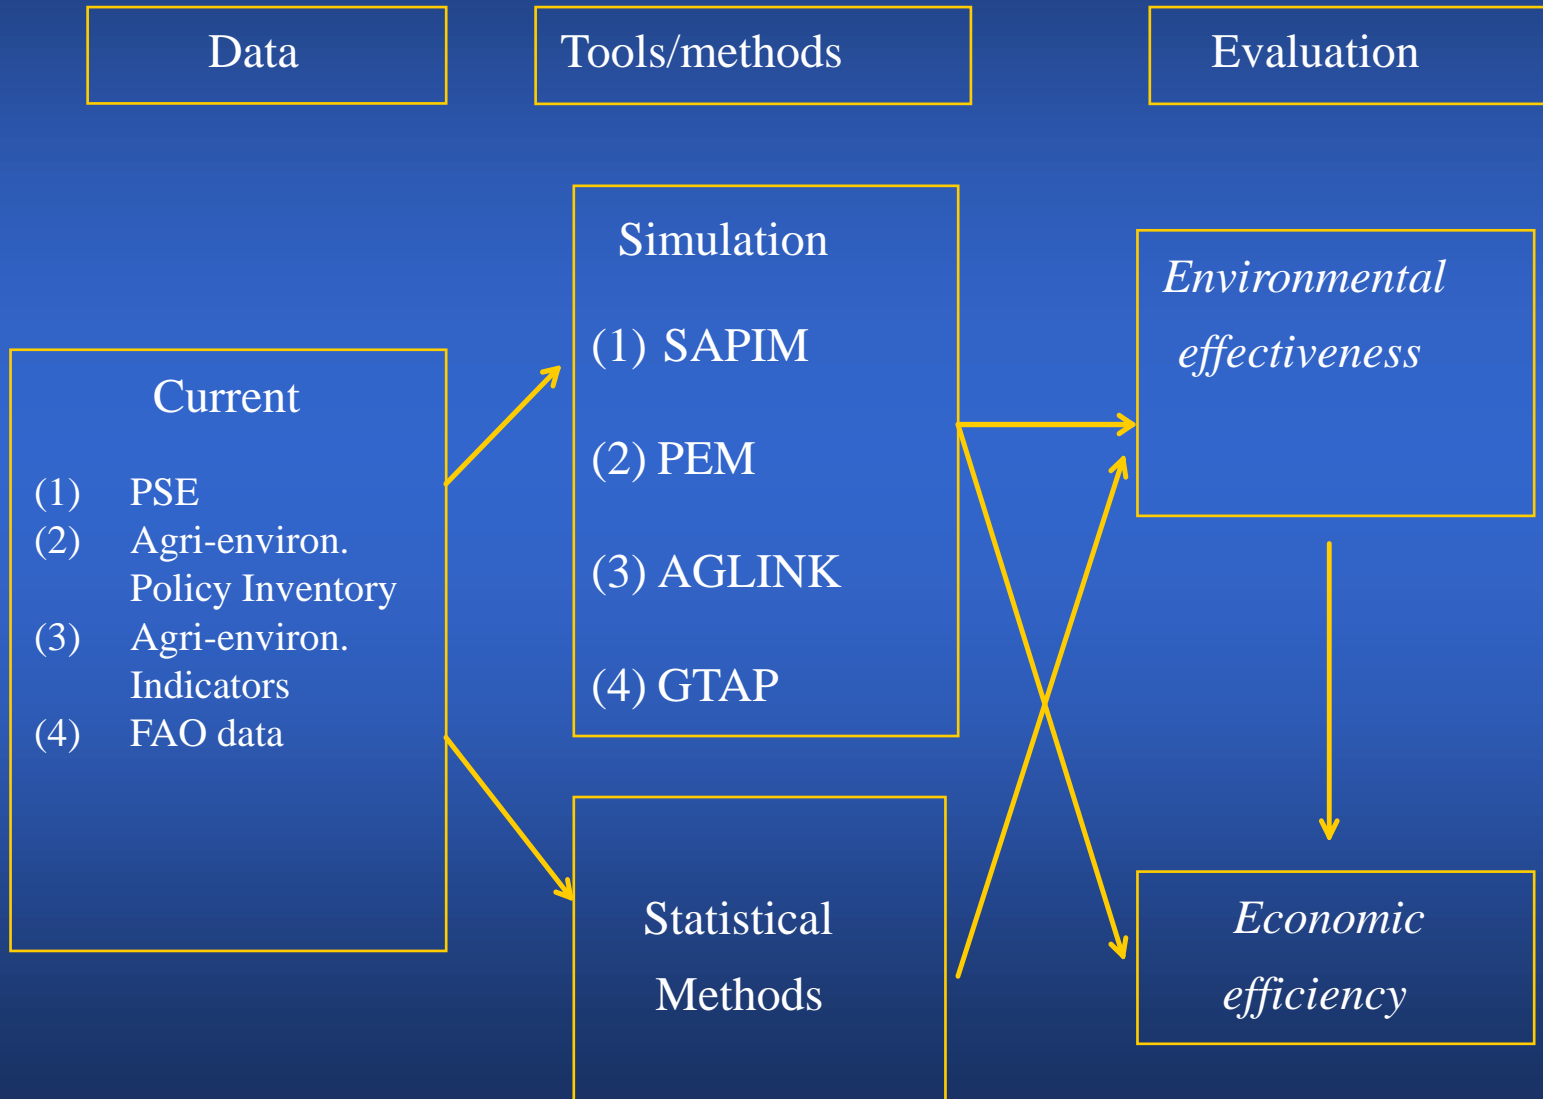 Data
Tools/methods
Evaluation
Current
(1) PSE
(2) Agri-environ.
Policy Inventory
(3) Agri-environ.
Indicators
(4) FAO data
Simulation
(1) SAPIM
(2) PEM
(3) AGLINK
(4) GTAP
Statistical
Methods
Environmental
effectiveness
Economic
efficiency